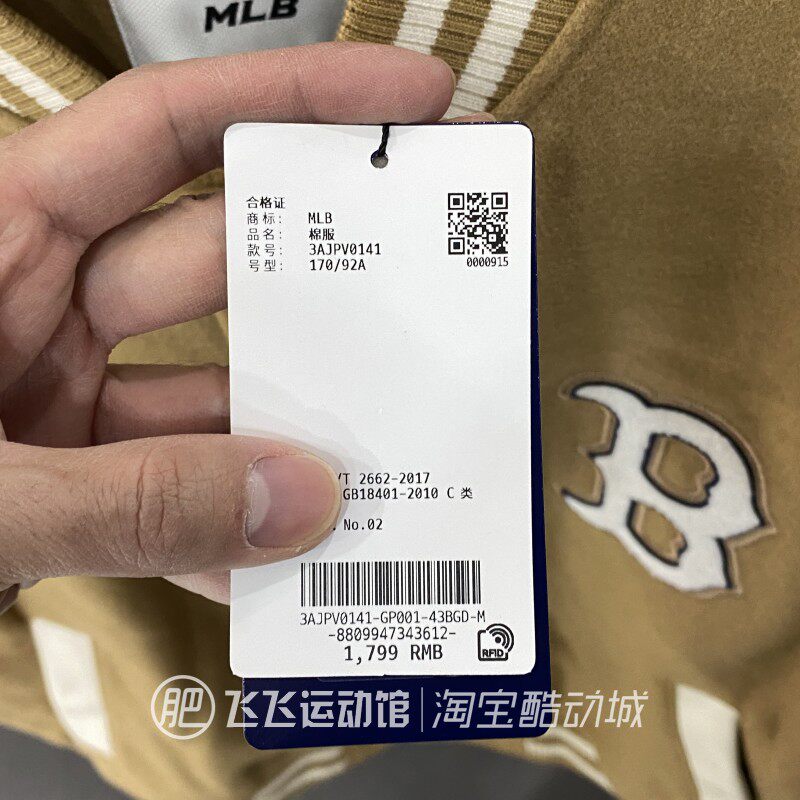 MLB
合格证
商标: MLB
品名: 棉服
款号: 3AJPV0141
号型: 170/92A
0000915
/T 2662-2017
GB18401-2010 C 类
No.02
3AJPV0141-GP001-43BGD-M
-8809947343612-
1,799 RMB
RFID
B
肥 飞飞运动馆 | 淘宝酷动城